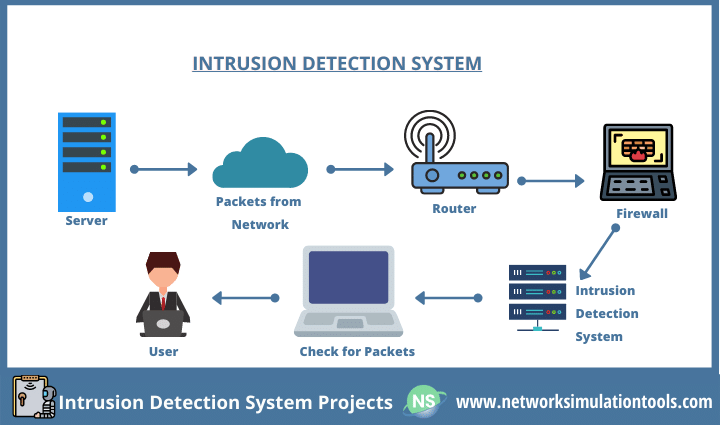 INTRUSION DETECTION SYSTEM
Server
Packets from
Network
Router
Firewall
User
Check for Packets
Intrusion
Detection
System
Intrusion Detection System Projects
NS
www.networksimulationtools.com